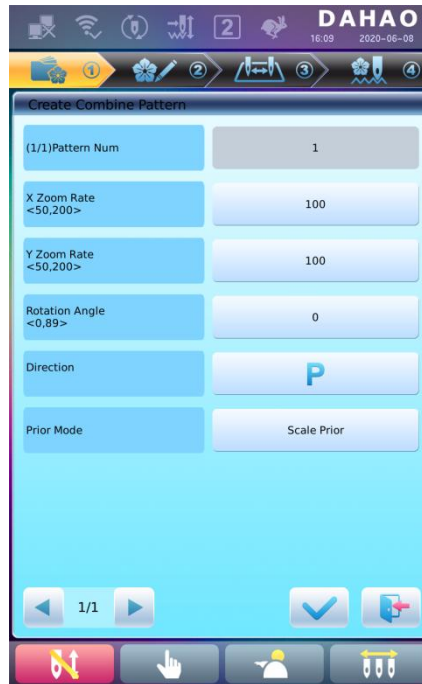 2
DAHAO
16:09 2020-06-08
① ② ③ ④
Create Combine Pattern
(1/1)Pattern Num 1
X Zoom Rate
<50,200> 100
Y Zoom Rate
<50,200> 100
Rotation Angle
<0,89> 0
Direction P
Prior Mode Scale Prior
1/1